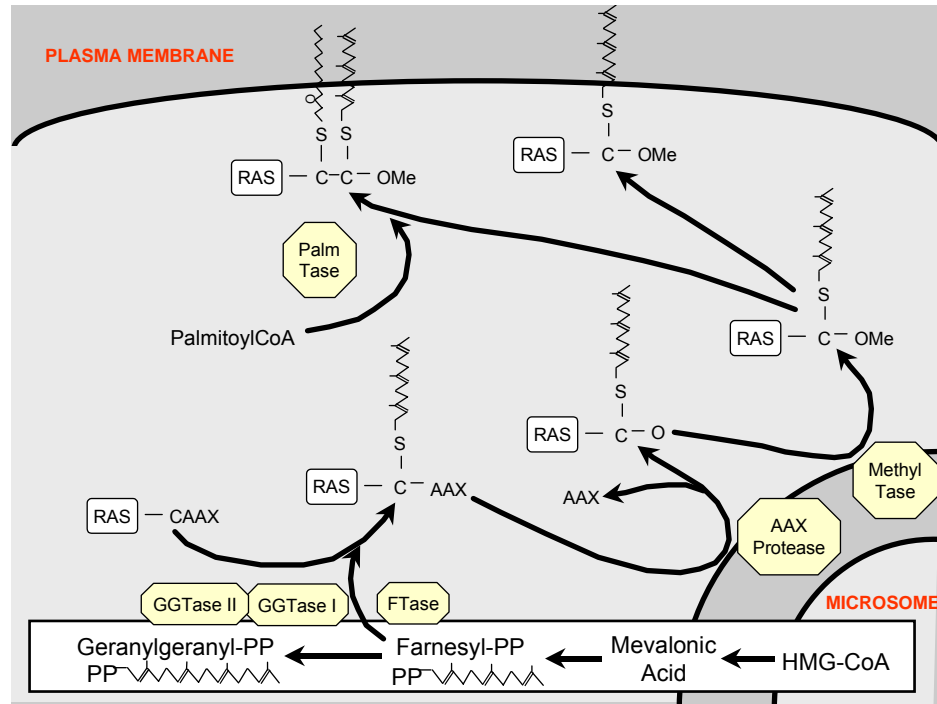 PLASMA MEMBRANE
S S
RAS C C OMe
S
RAS C OMe
Palm
Tase
PalmitoylCoA
S
RAS C OMe
S
RAS C O
S
RAS C AAX
AAX
RAS CAAX
Methyl
Tase
AAX
Protease
MICROSOME
GGTase II GGTase I FTase
Geranylgeranyl-PP Farnesyl-PP Mevalonic
Acid HMG-CoA
PP PP